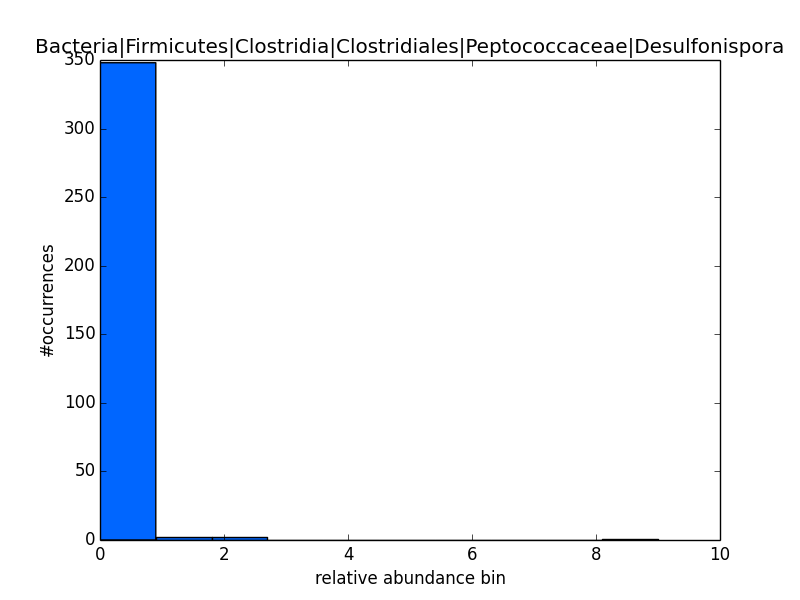 Bacteria|Firmicutes|Clostridia|Clostridiales|Peptococcaceae|Desulfonispora
350
300
250
200
150
100
50
0
#occurrences
0 2 4 6 8 10
relative abundance bin